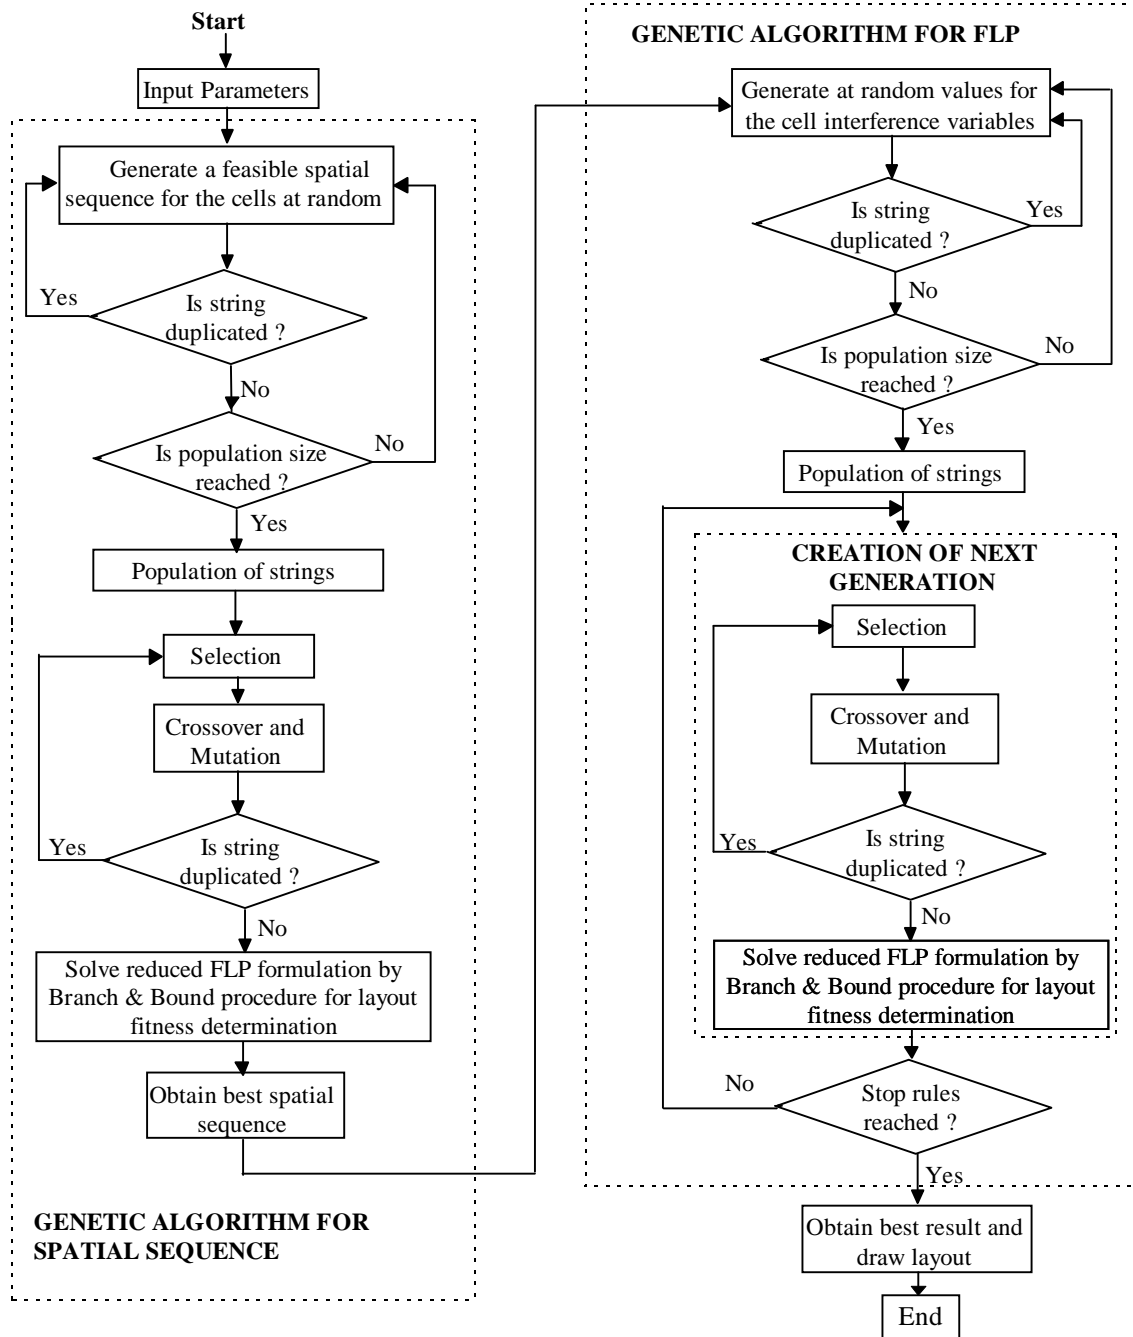 Start
Input Parameters
Generate a feasible spatial
sequence for the cells at random
Yes
Is string
duplicated ?
No
Is population size
reached ?
No
Yes
Population of strings
Selection
Crossover and
Mutation
Yes
Is string
duplicated ?
No
Solve reduced FLP formulation by
Branch & Bound procedure for layout
fitness determination
Obtain best spatial
sequence
GENETIC ALGORITHM FOR
SPATIAL SEQUENCE
GENETIC ALGORITHM FOR FLP
Generate at random values for
the cell interference variables
Is string
duplicated ?
Yes
No
Is population size
reached ?
No
Yes
Population of strings
CREATION OF NEXT
GENERATION
Selection
Crossover and
Mutation
Yes
Is string
duplicated ?
No
Solve reduced FLP formulation by
Branch & Bound procedure for layout
fitness determination
No
Stop rules
reached ?
Yes
Obtain best result and
draw layout
End